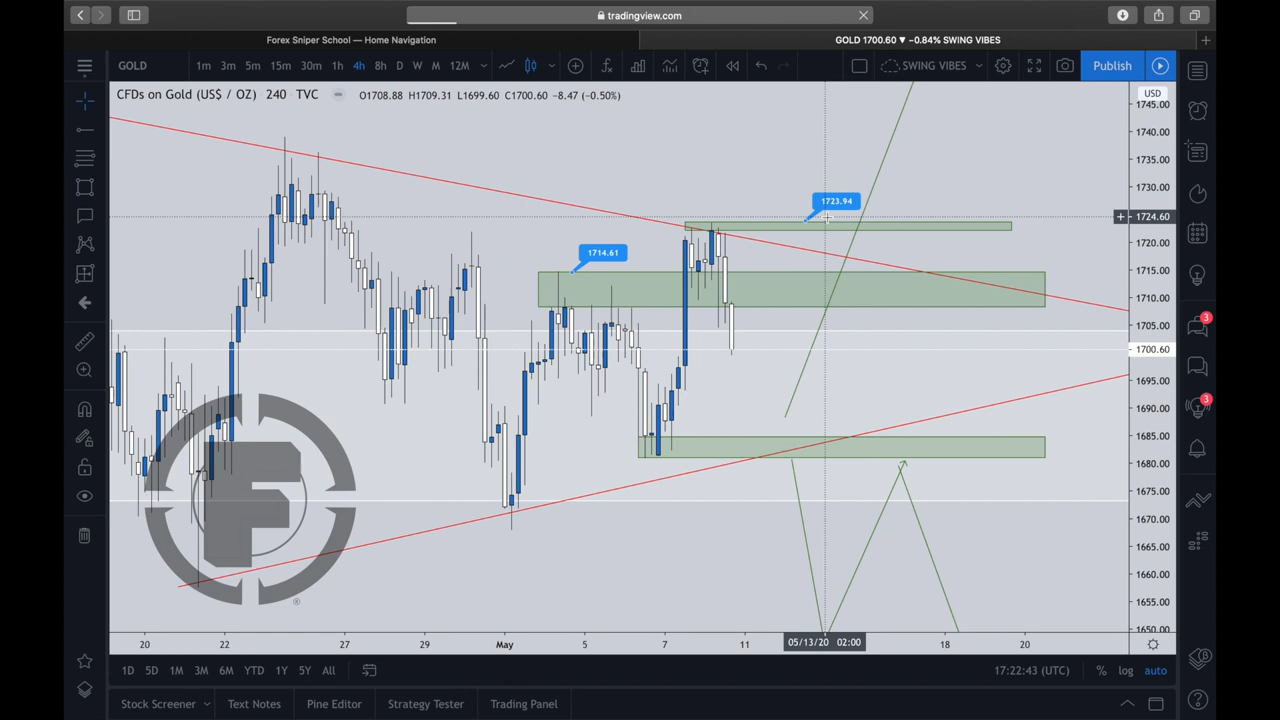 tradingview.com
Forex Sniper School — Home Navigation
GOLD 1700.60 ▼ −0.84% SWING VIBES
GOLD 1m 3m 5m 15m 30m 1h 4h 8h D W M 12M SWING VIBES Publish
CFDs on Gold (US$ / OZ) 240 TVC O1708.88 H1709.31 L1699.60 C1700.60 −8.47 (−0.50%)
USD
1745.00
1740.00
1735.00
1730.00
1723.94
1724.60
1720.00
1714.61
1715.00
1710.00
1705.00
1700.60
1695.00
1690.00
1685.00
1680.00
1675.00
1670.00
1665.00
1660.00
1655.00
1650.00
3
3
F
®
20 22 27 29 May 5 7 11 05/13/20 02:00 18 20
1D 5D 1M 3M 6M YTD 1Y 5Y All 17:22:43 (UTC) % log auto
Stock Screener Text Notes Pine Editor Strategy Tester Trading Panel